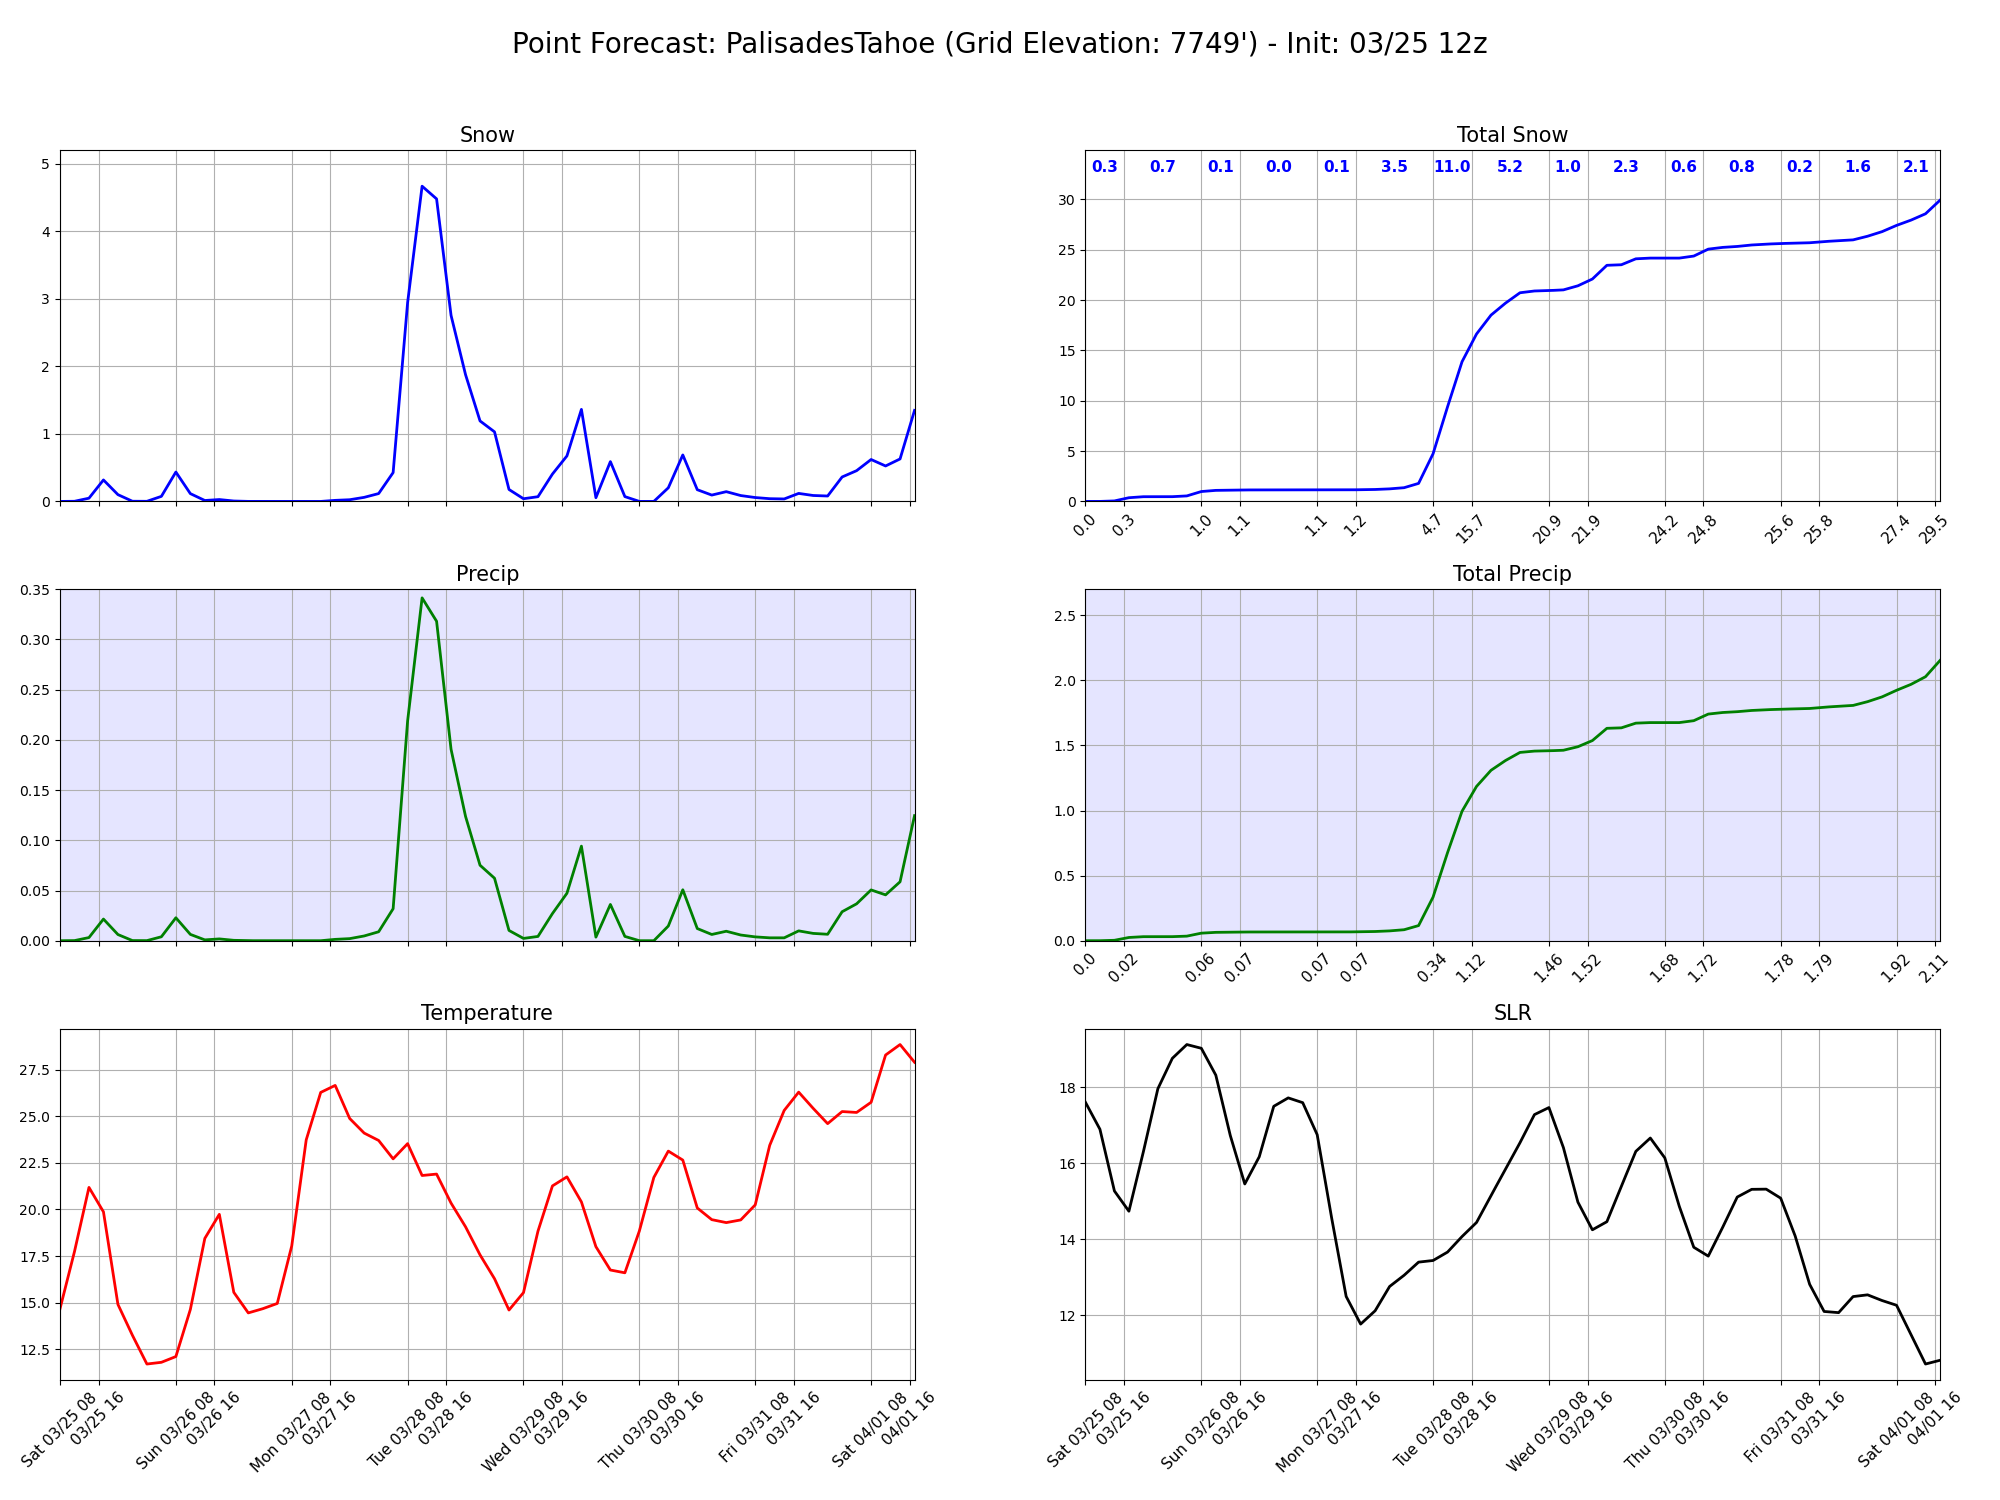 Point Forecast: PalisadesTahoe (Grid Elevation: 7749') - Init: 03/25 12z
Snow
5
4
3
2
1
0
Total Snow
0.3 0.7 0.1 0.0 0.1 3.5 11.0 5.2 1.0 2.3 0.6 0.8 0.2 1.6 2.1
30
25
20
15
10
5
0
0.0 0.3 1.0 1.1 1.1 1.2 4.7 15.7 20.9 21.9 24.2 24.8 25.6 25.8 27.4 29.5
Precip
0.35
0.30
0.25
0.20
0.15
0.10
0.05
0.00
Total Precip
2.5
2.0
1.5
1.0
0.5
0.0
0.0 0.02 0.06 0.07 0.07 0.07 0.34 1.12 1.46 1.52 1.68 1.72 1.78 1.79 1.92 2.11
Temperature
27.5
25.0
22.5
20.0
17.5
15.0
12.5
Sat 03/25 08
03/25 16
Sun 03/26 08
03/26 16
Mon 03/27 08
03/27 16
Tue 03/28 08
03/28 16
Wed 03/29 08
03/29 16
Thu 03/30 08
03/30 16
Fri 03/31 08
03/31 16
Sat 04/01 08
04/01 16
SLR
18
16
14
12
Sat 03/25 08
03/25 16
Sun 03/26 08
03/26 16
Mon 03/27 08
03/27 16
Tue 03/28 08
03/28 16
Wed 03/29 08
03/29 16
Thu 03/30 08
03/30 16
Fri 03/31 08
03/31 16
Sat 04/01 08
04/01 16